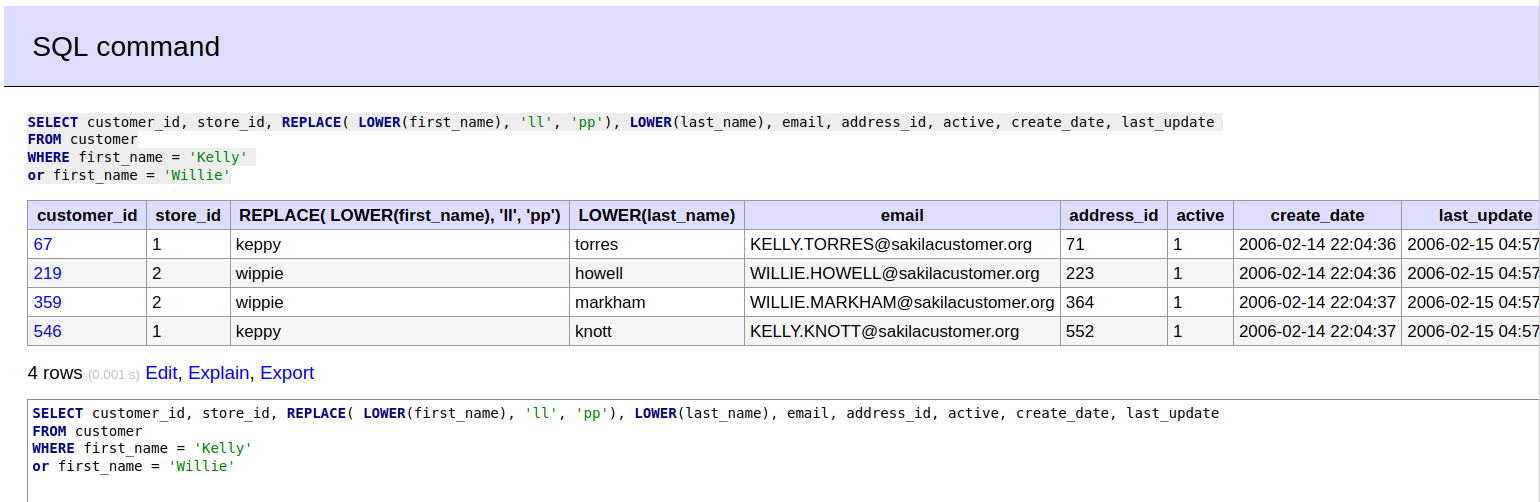 SQL command
SELECT customer_id, store_id, REPLACE( LOWER(first_name), 'll', 'pp'), LOWER(last_name), email, address_id, active, create_date, last_update
FROM customer
WHERE first_name = 'Kelly'
or first_name = 'Willie'
customer_id store_id REPLACE( LOWER(first_name), 'll', 'pp') LOWER(last_name) email address_id active create_date last_update
67 1 keppy torres KELLY.TORRES@sakilacustomer.org 71 1 2006-02-14 22:04:36 2006-02-15 04:57
219 2 wippie howell WILLIE.HOWELL@sakilacustomer.org 223 1 2006-02-14 22:04:36 2006-02-15 04:57
359 2 wippie markham WILLIE.MARKHAM@sakilacustomer.org 364 1 2006-02-14 22:04:37 2006-02-15 04:57
546 1 keppy knott KELLY.KNOTT@sakilacustomer.org 552 1 2006-02-14 22:04:37 2006-02-15 04:57
4 rows (0.001 s) Edit, Explain, Export
SELECT customer_id, store_id, REPLACE( LOWER(first_name), 'll', 'pp'), LOWER(last_name), email, address_id, active, create_date, last_update
FROM customer
WHERE first_name = 'Kelly'
or first_name = 'Willie'